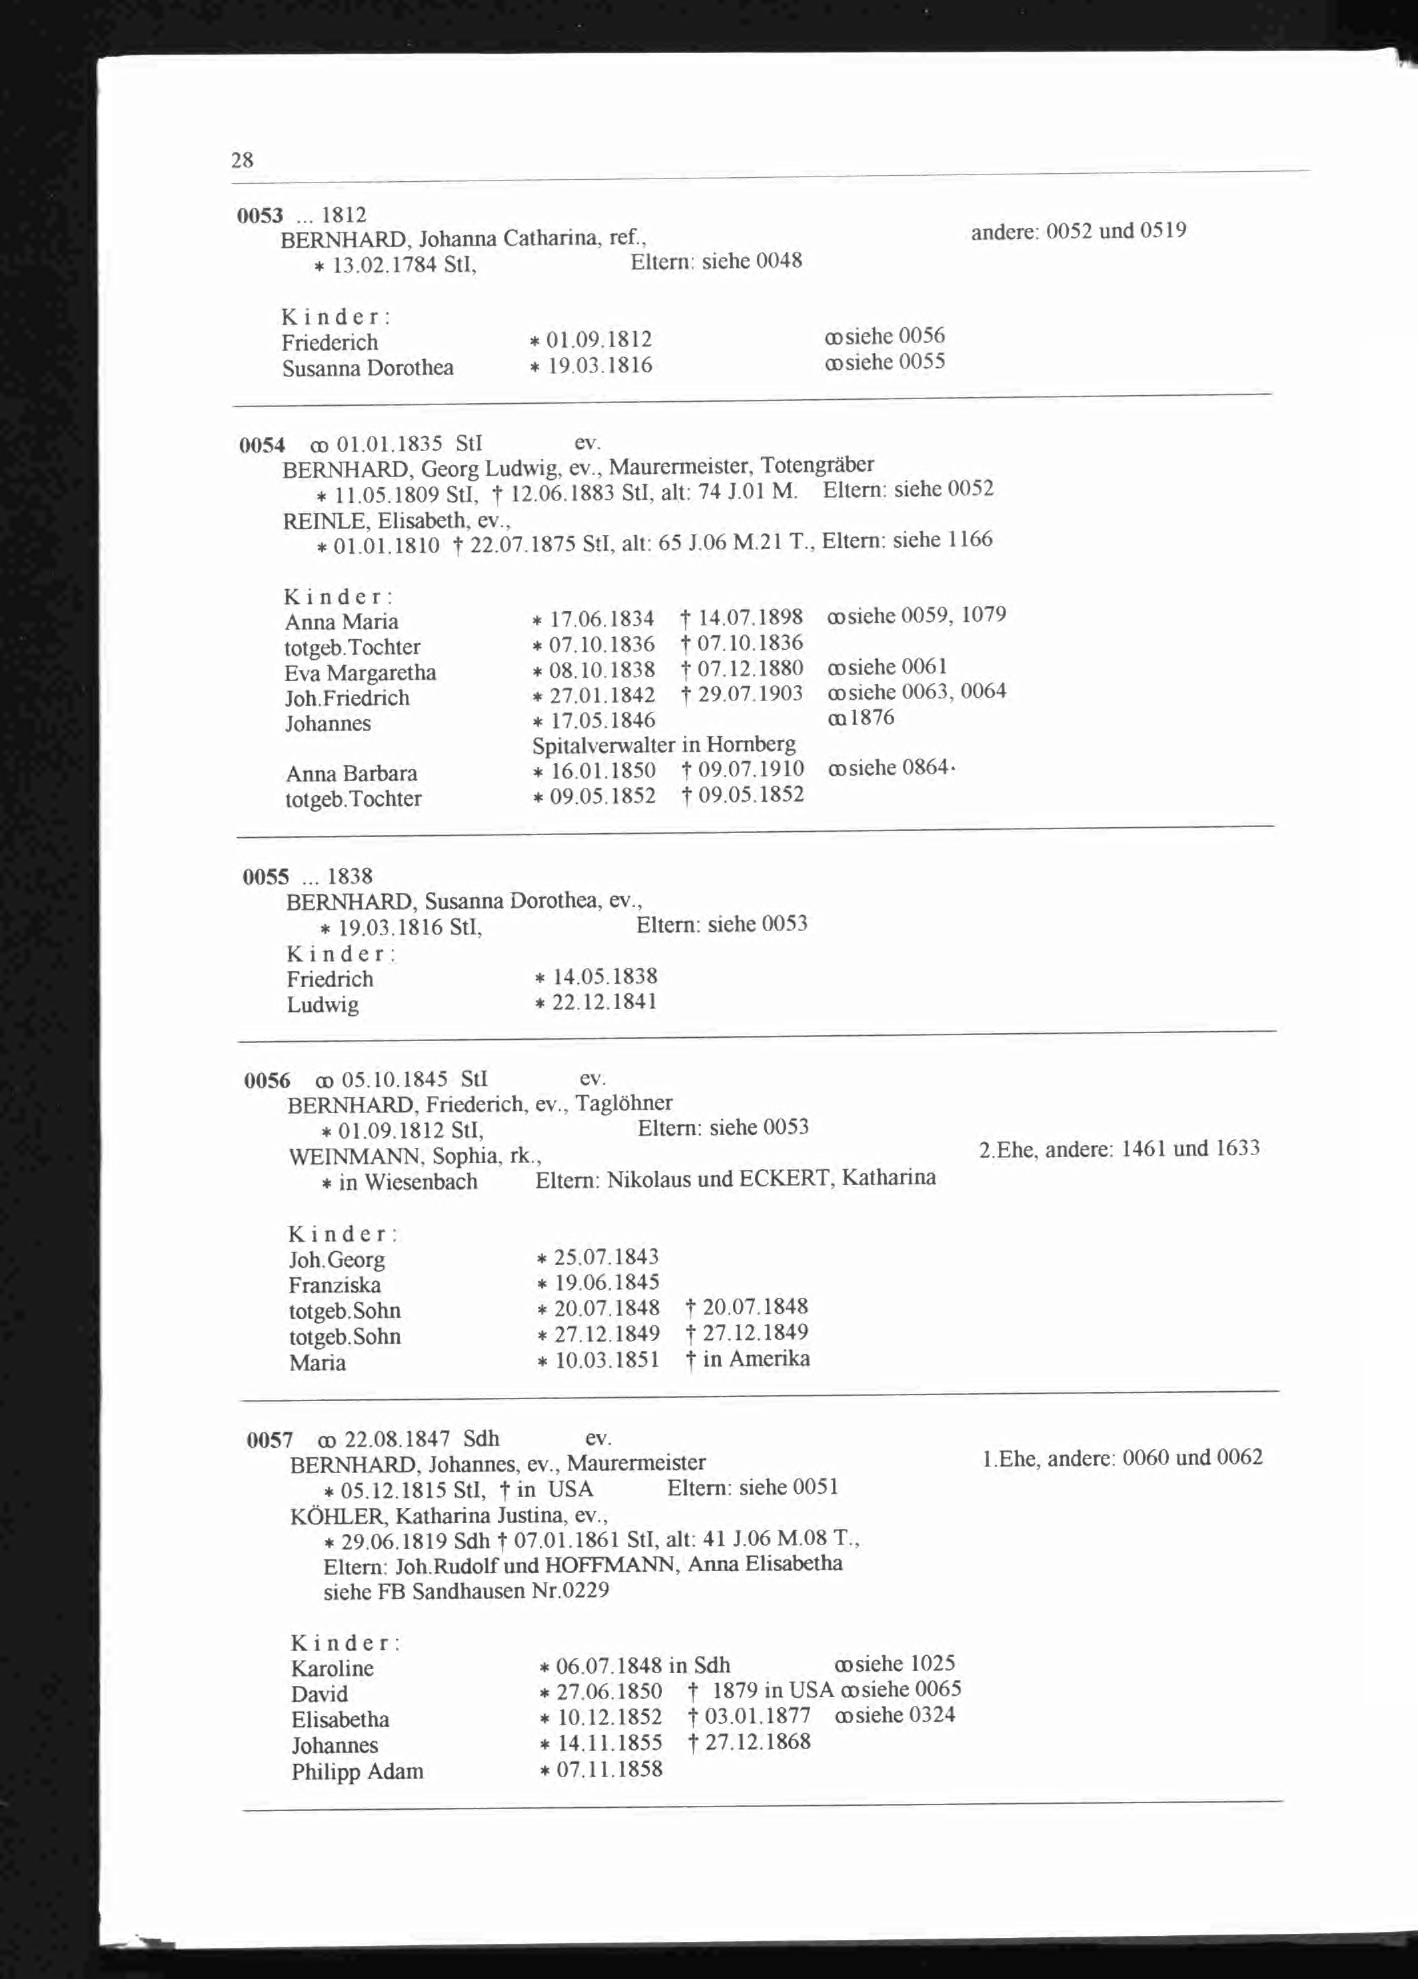 28
0053 ... 1812
BERNHARD, Johanna Catharina, ref., andere: 0052 und 0519
* 13.02.1784 StI, Eltern: siehe 0048
Kinder:
Friederich * 01.09.1812 ꝏ siehe 0056
Susanna Dorothea * 19.03.1816 ꝏ siehe 0055
0054 ꝏ 01.01.1835 StI ev.
BERNHARD, Georg Ludwig, ev., Maurermeister, Totengräber
* 11.05.1809 StI, † 12.06.1883 StI, alt: 74 J.01 M. Eltern: siehe 0052
REINLE, Elisabeth, ev.,
* 01.01.1810 † 22.07.1875 StI, alt: 65 J.06 M.21 T., Eltern: siehe 1166
Kinder:
Anna Maria * 17.06.1834 † 14.07.1898 ꝏ siehe 0059, 1079
totgeb.Tochter * 07.10.1836 † 07.10.1836
Eva Margaretha * 08.10.1838 † 07.12.1880 ꝏ siehe 0061
Joh.Friedrich * 27.01.1842 † 29.07.1903 ꝏ siehe 0063, 0064
Johannes * 17.05.1846 ꝏ 1876
Spitalverwalter in Hornberg
Anna Barbara * 16.01.1850 † 09.07.1910 ꝏ siehe 0864
totgeb.Tochter * 09.05.1852 † 09.05.1852
0055 ... 1838
BERNHARD, Susanna Dorothea, ev.,
* 19.03.1816 StI, Eltern: siehe 0053
Kinder:
Friedrich * 14.05.1838
Ludwig * 22.12.1841
0056 ꝏ 05.10.1845 StI ev.
BERNHARD, Friederich, ev., Taglöhner
* 01.09.1812 StI, Eltern: siehe 0053
WEINMANN, Sophia, rk., 2.Ehe, andere: 1461 und 1633
* in Wiesenbach Eltern: Nikolaus und ECKERT, Katharina
Kinder:
Joh.Georg * 25.07.1843
Franziska * 19.06.1845
totgeb.Sohn * 20.07.1848 † 20.07.1848
totgeb.Sohn * 27.12.1849 † 27.12.1849
Maria * 10.03.1851 † in Amerika
0057 ꝏ 22.08.1847 Sdh ev.
BERNHARD, Johannes, ev., Maurermeister 1.Ehe, andere: 0060 und 0062
* 05.12.1815 StI, † in USA Eltern: siehe 0051
KÖHLER, Katharina Justina, ev.,
* 29.06.1819 Sdh † 07.01.1861 StI, alt: 41 J.06 M.08 T.,
Eltern: Joh.Rudolf und HOFFMANN, Anna Elisabetha
siehe FB Sandhausen Nr.0229
Kinder:
Karoline * 06.07.1848 in Sdh ꝏ siehe 1025
David * 27.06.1850 † 1879 in USA ꝏ siehe 0065
Elisabetha * 10.12.1852 † 03.01.1877 ꝏ siehe 0324
Johannes * 14.11.1855 † 27.12.1868
Philipp Adam * 07.11.1858